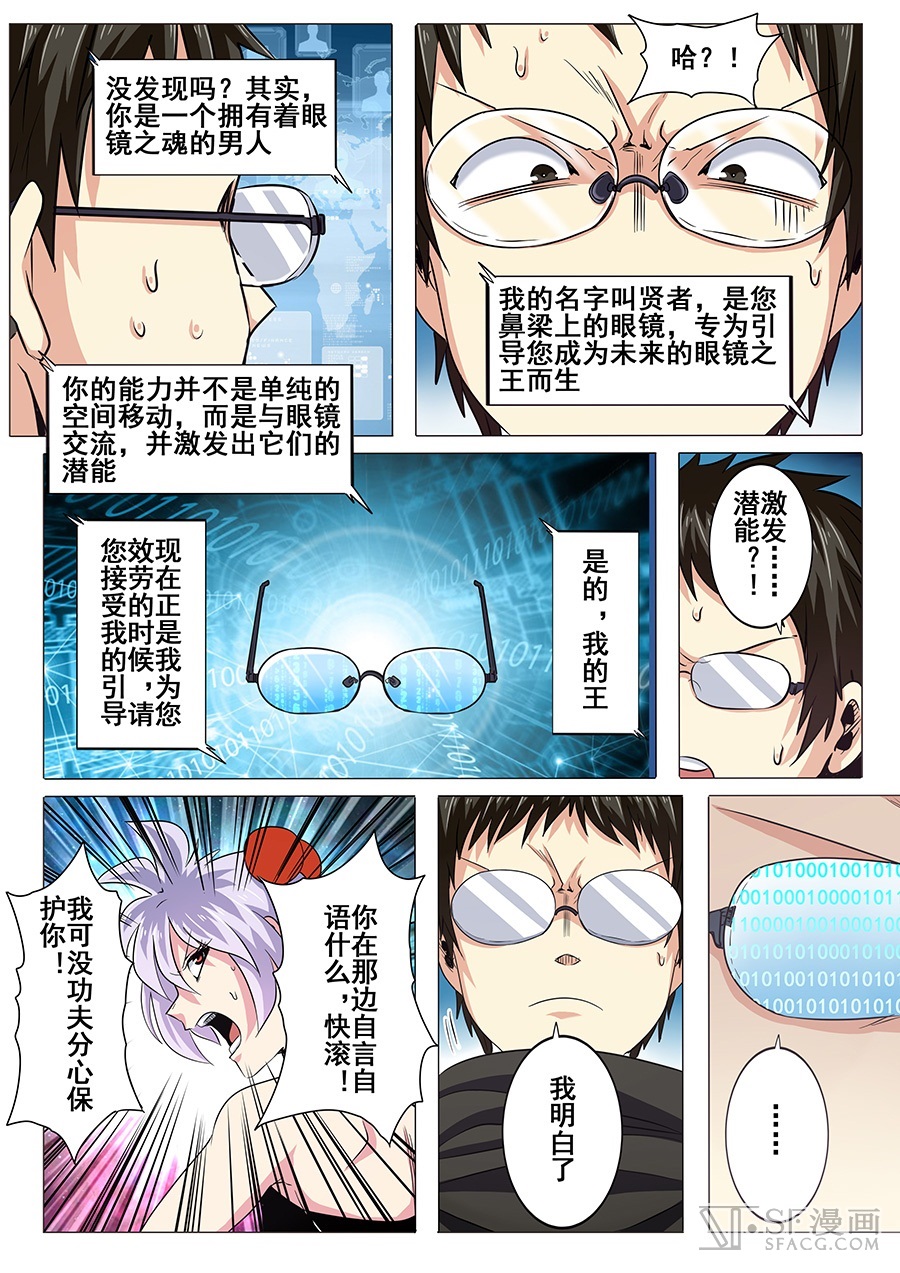 哈？！
我的名字叫贤者，是您
鼻梁上的眼镜，专为引
导您成为未来的眼镜之
王而生
没发现吗？其实，
你是一个拥有着眼
镜之魂的男人
你的能力并不是单纯的
空间移动，而是与眼镜
交流，并激发出它们的
潜能
激发……
潜能？！
是的，我的王
现在正是我为您
效劳的时候，请
您接受我的引导
……
我明白了
你在那边自言自
语什么，快滚！
我可没功夫分心保
护你！
SF漫画
SFACG.COM